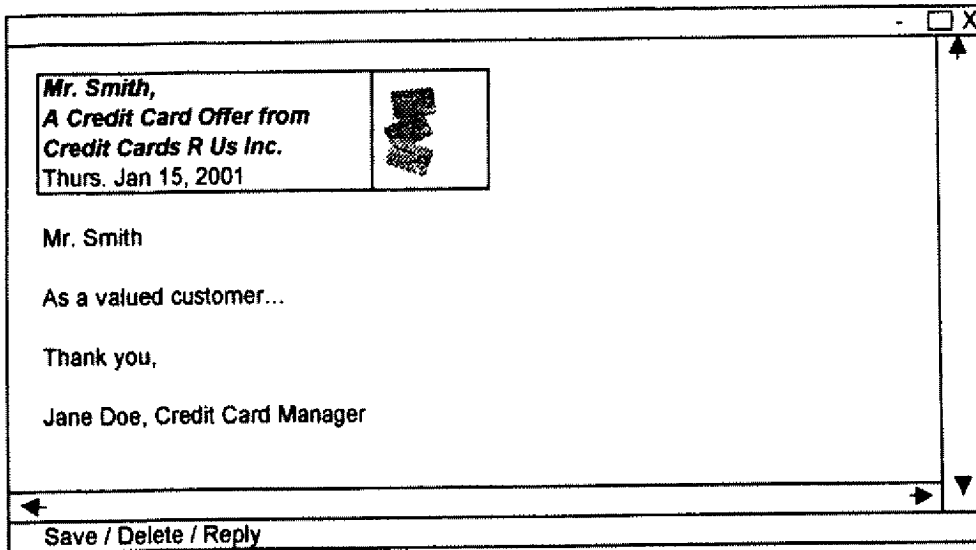 - X
Mr. Smith,
A Credit Card Offer from
Credit Cards R Us Inc.
Thurs. Jan 15, 2001
Mr. Smith
As a valued customer...
Thank you,
Jane Doe, Credit Card Manager
Save / Delete / Reply